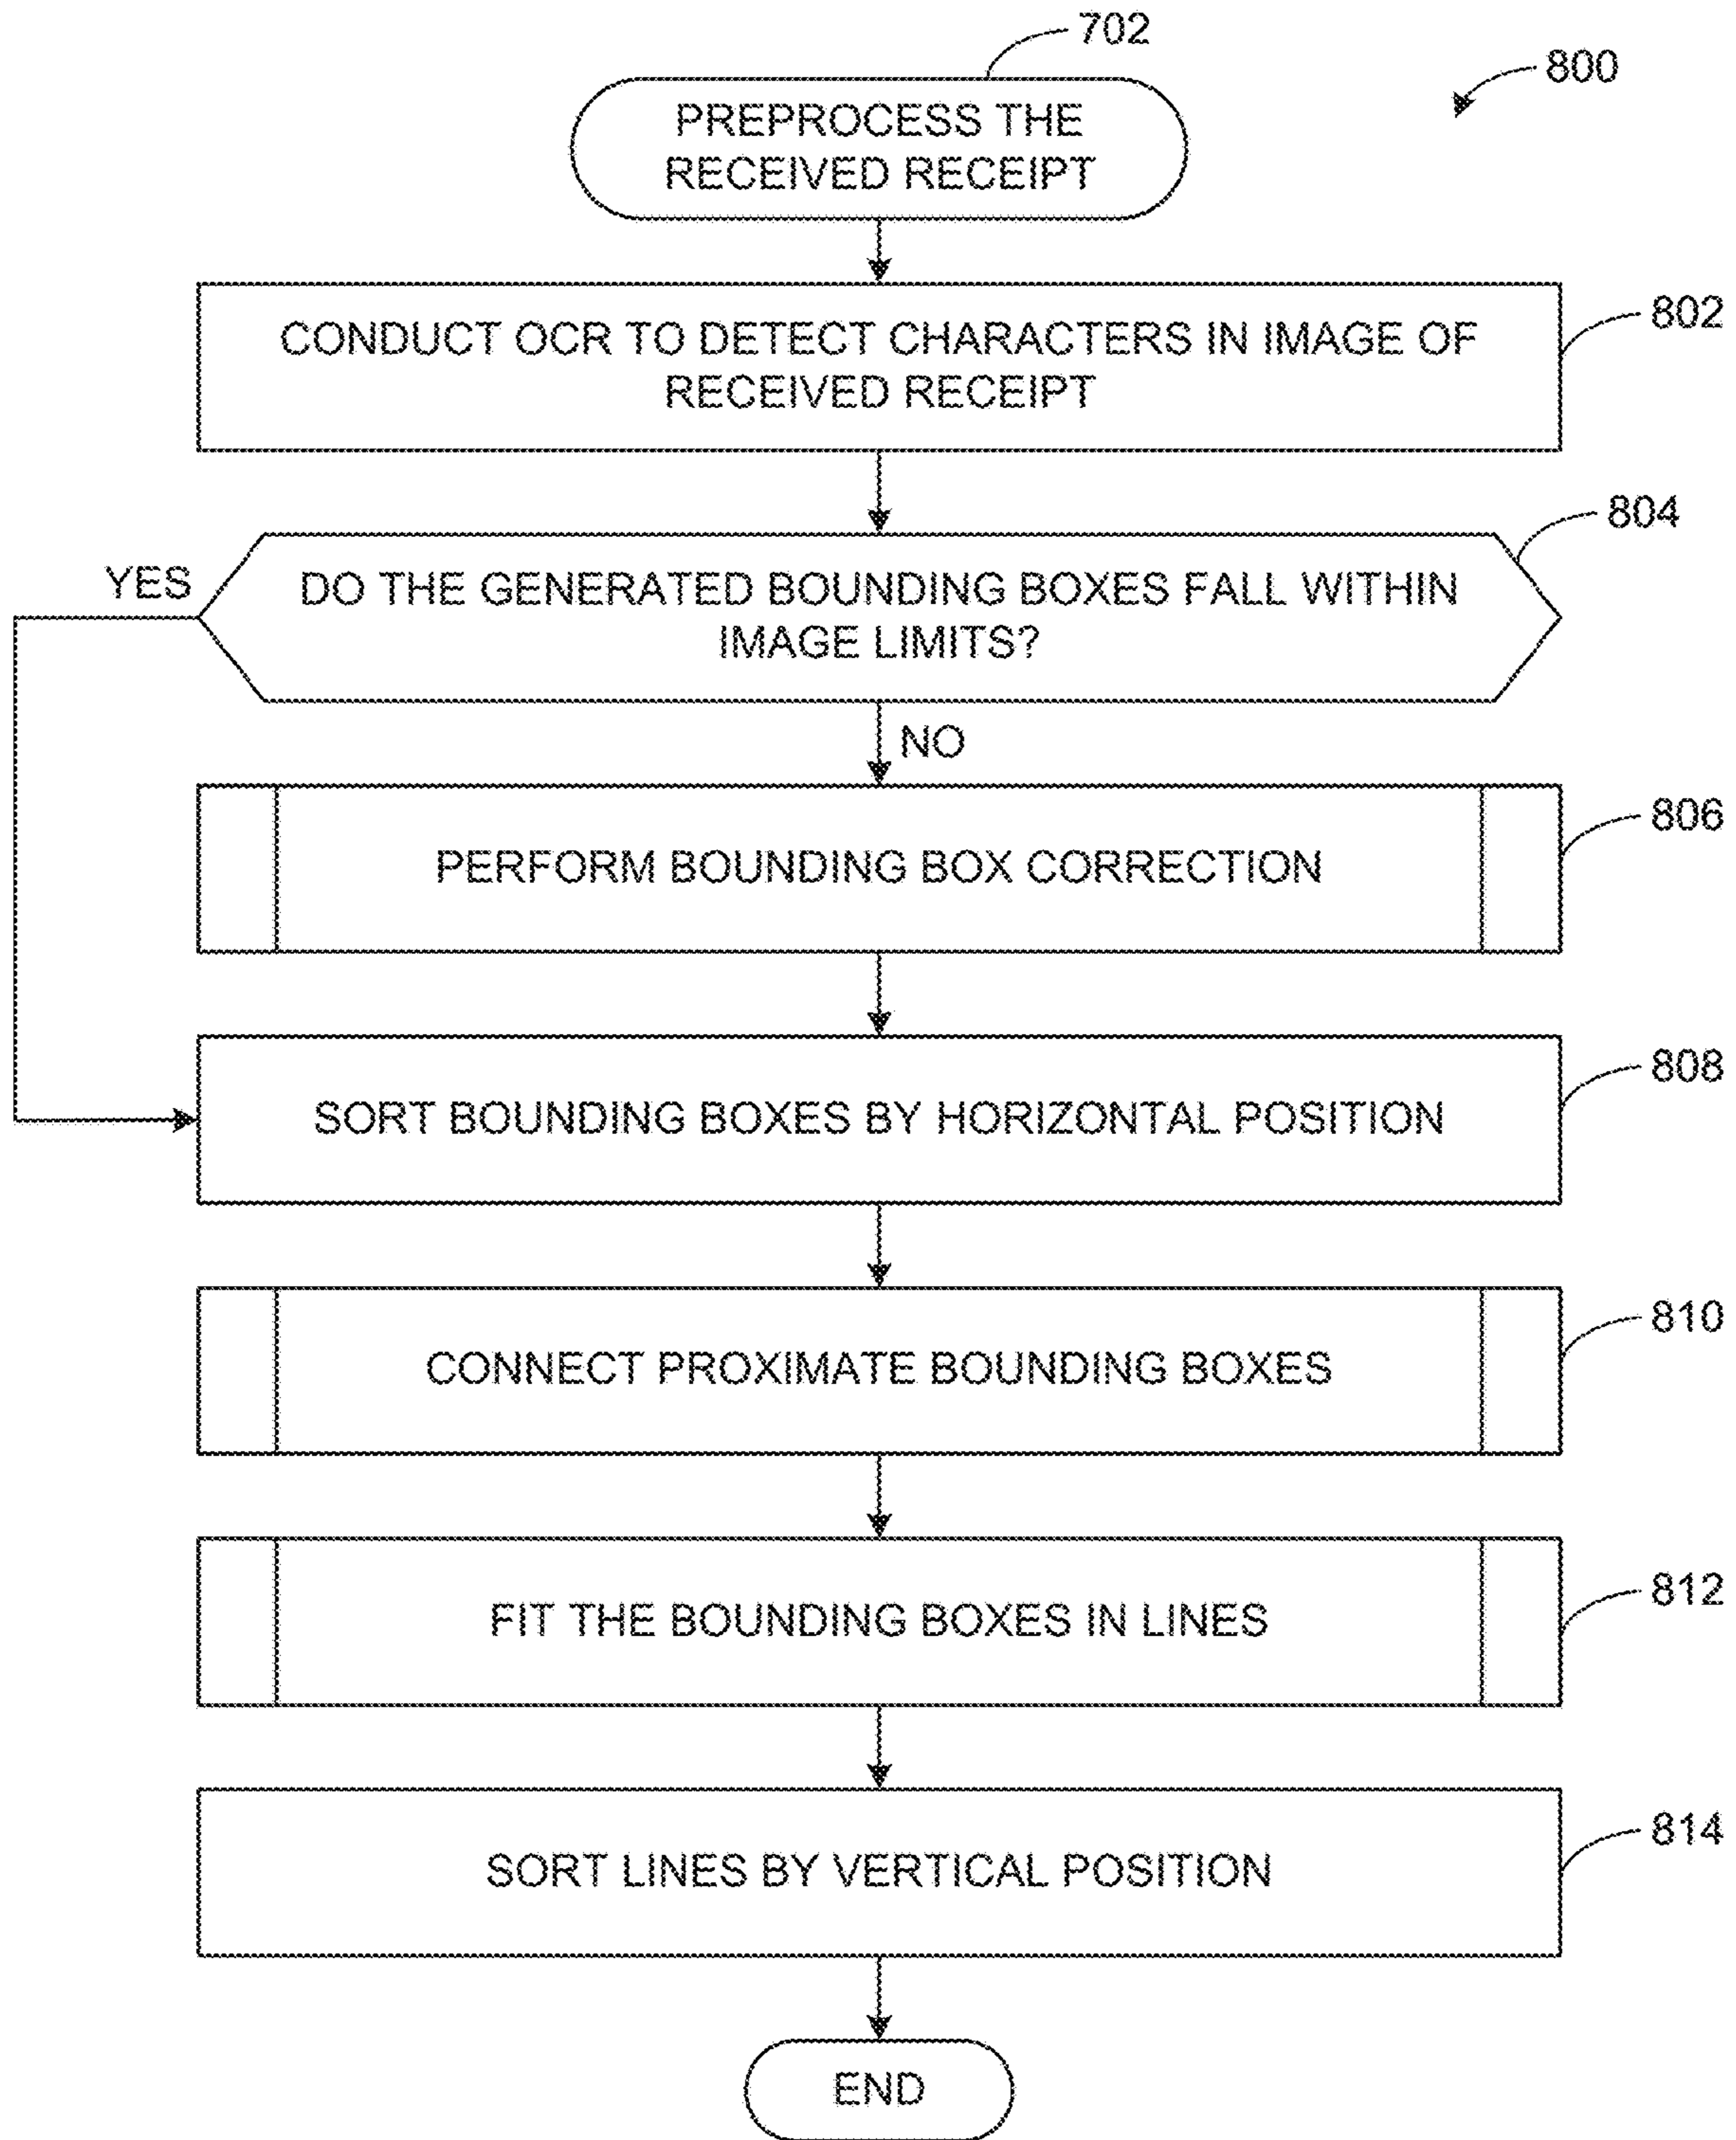 702
800
PREPROCESS THE
RECEIVED RECEIPT
802
CONDUCT OCR TO DETECT CHARACTERS IN IMAGE OF
RECEIVED RECEIPT
804
YES
DO THE GENERATED BOUNDING BOXES FALL WITHIN
IMAGE LIMITS?
NO
806
PERFORM BOUNDING BOX CORRECTION
808
SORT BOUNDING BOXES BY HORIZONTAL POSITION
810
CONNECT PROXIMATE BOUNDING BOXES
812
FIT THE BOUNDING BOXES IN LINES
814
SORT LINES BY VERTICAL POSITION
END